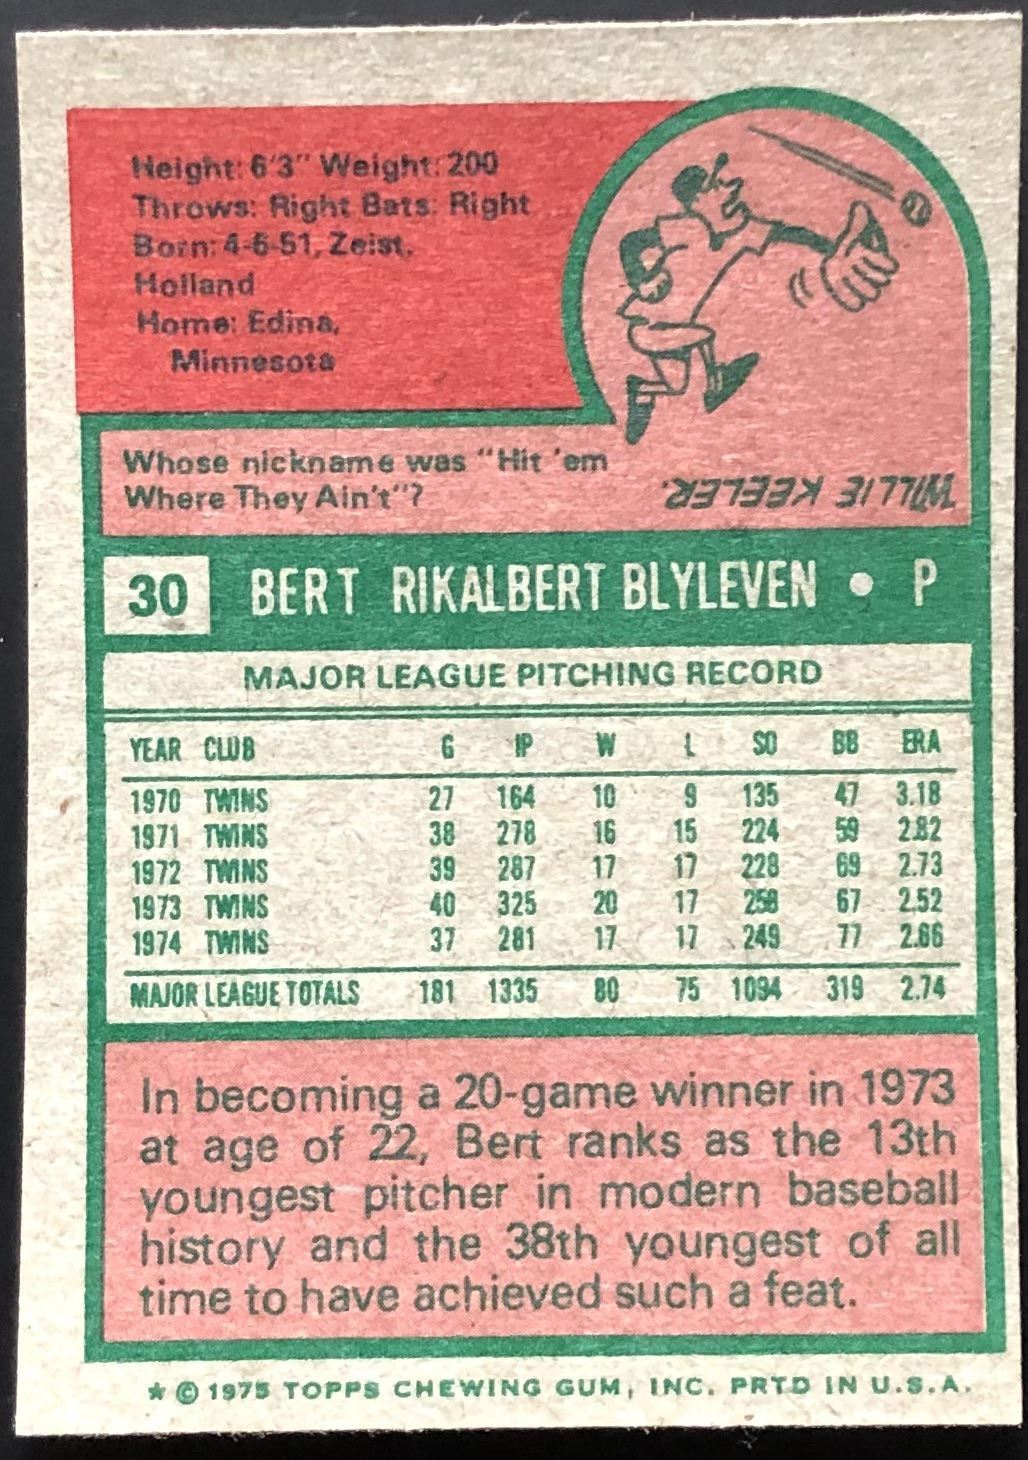 Height: 6'3" Weight: 200
Throws: Right Bats: Right
Born: 4-6-51, Zeist,
Holland
Home: Edina,
Minnesota
Whose nickname was "Hit 'em
Where They Ain't"?
WILLIE KEELER.
30 BERT RIKALBERT BLYLEVEN • P
MAJOR LEAGUE PITCHING RECORD
YEAR CLUB G IP W L SO BB ERA
1970 TWINS 27 164 10 9 135 47 3.18
1971 TWINS 38 278 16 15 224 59 2.82
1972 TWINS 39 287 17 17 228 69 2.73
1973 TWINS 40 325 20 17 258 67 2.52
1974 TWINS 37 281 17 17 249 77 2.66
MAJOR LEAGUE TOTALS 181 1335 80 75 1094 319 2.74
In becoming a 20-game winner in 1973
at age of 22, Bert ranks as the 13th
youngest pitcher in modern baseball
history and the 38th youngest of all
time to have achieved such a feat.
★ © 1975 TOPPS CHEWING GUM, INC. PRTD IN U.S.A.